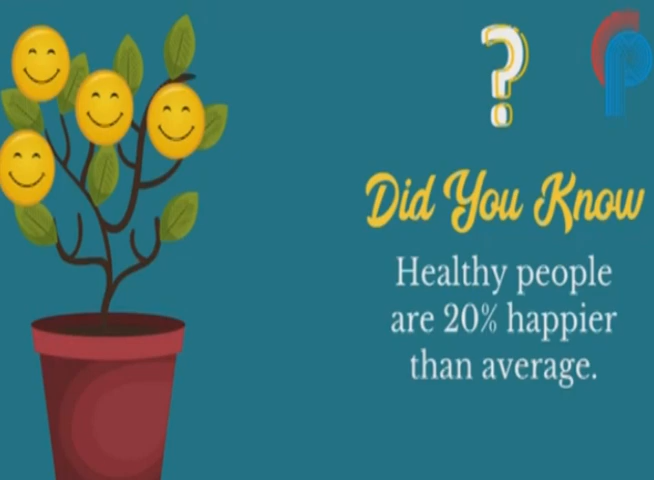 ?
Did You Know
Healthy people
are 20% happier
than average.